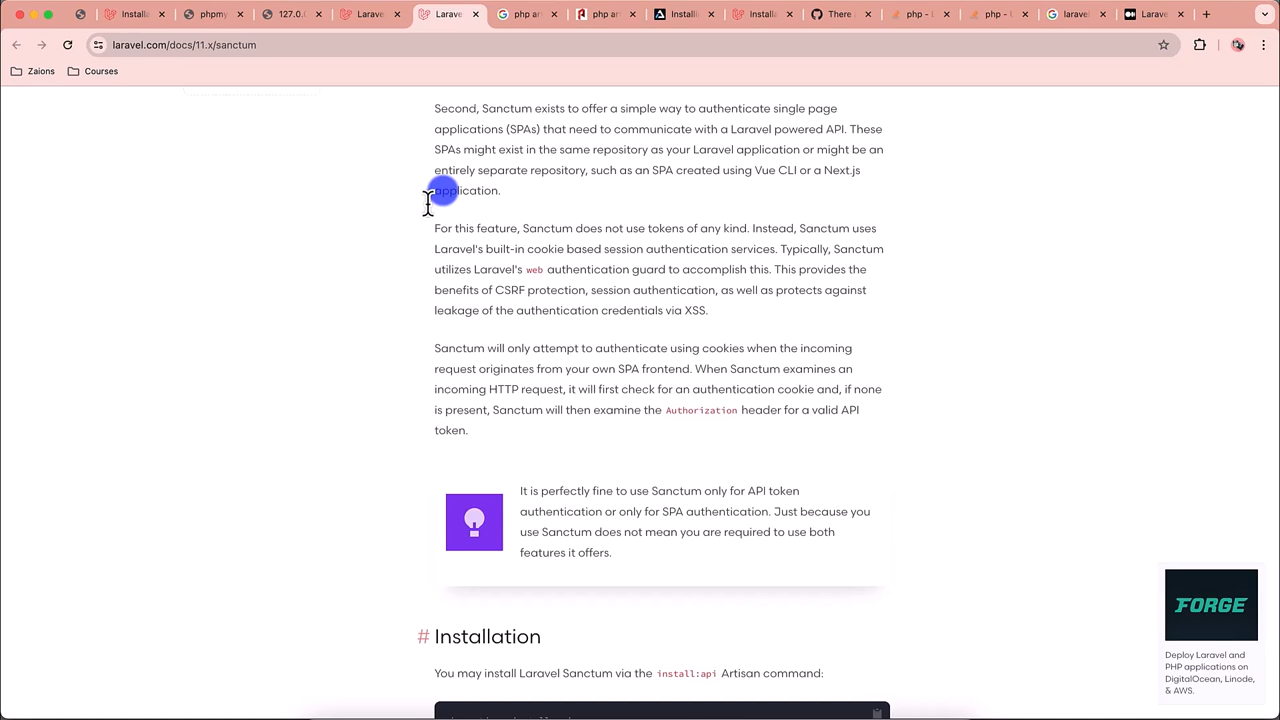 Installa
phpmy
127.0.
Larave
Larave
php ar
php ar
Installi
Installa
There
php - L
php - L
laravel
Larave
laravel.com/docs/11.x/sanctum
Zaions
Courses
Second, Sanctum exists to offer a simple way to authenticate single page
applications (SPAs) that need to communicate with a Laravel powered API. These
SPAs might exist in the same repository as your Laravel application or might be an
entirely separate repository, such as an SPA created using Vue CLI or a Next.js
application.
For this feature, Sanctum does not use tokens of any kind. Instead, Sanctum uses
Laravel's built-in cookie based session authentication services. Typically, Sanctum
utilizes Laravel's web authentication guard to accomplish this. This provides the
benefits of CSRF protection, session authentication, as well as protects against
leakage of the authentication credentials via XSS.
Sanctum will only attempt to authenticate using cookies when the incoming
request originates from your own SPA frontend. When Sanctum examines an
incoming HTTP request, it will first check for an authentication cookie and, if none
is present, Sanctum will then examine the Authorization header for a valid API
token.
It is perfectly fine to use Sanctum only for API token
authentication or only for SPA authentication. Just because you
use Sanctum does not mean you are required to use both
features it offers.
# Installation
You may install Laravel Sanctum via the install:api Artisan command:
FORGE
Deploy Laravel and
PHP applications on
DigitalOcean, Linode,
& AWS.